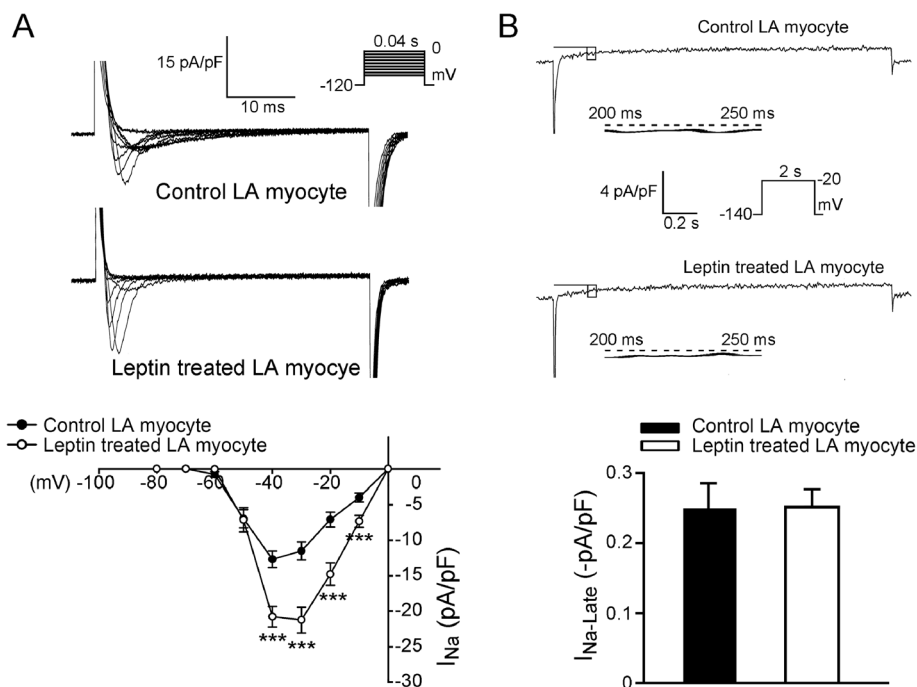 A
15 pA/pF
10 ms
0.04 s
0
mV
-120
Control LA myocyte
Leptin treated LA myocye
Control LA myocyte
Leptin treated LA myocyte
(mV) -100 -80 -60 -40 -20 0
-5
-10
-15
-20
-25
-30
***
***
***
***
INa (pA/pF)
B
Control LA myocyte
200 ms 250 ms
4 pA/pF
0.2 s
2 s
-20
mV
-140
Leptin treated LA myocyte
200 ms 250 ms
Control LA myocyte
Leptin treated LA myocyte
0.3
0.2
0.1
0
INa-Late (-pA/pF)